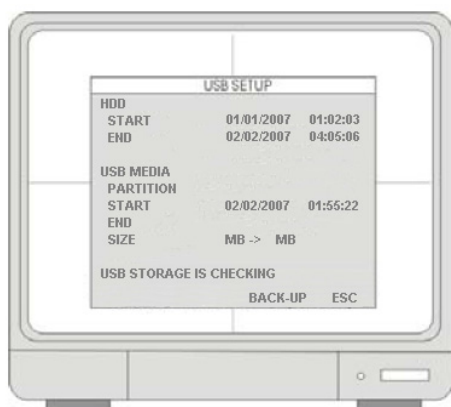 USB SETUP
HDD
START 01/01/2007 01:02:03
END 02/02/2007 04:05:06
USB MEDIA
PARTITION
START 02/02/2007 01:55:22
END
SIZE MB -> MB
USB STORAGE IS CHECKING
BACK-UP ESC